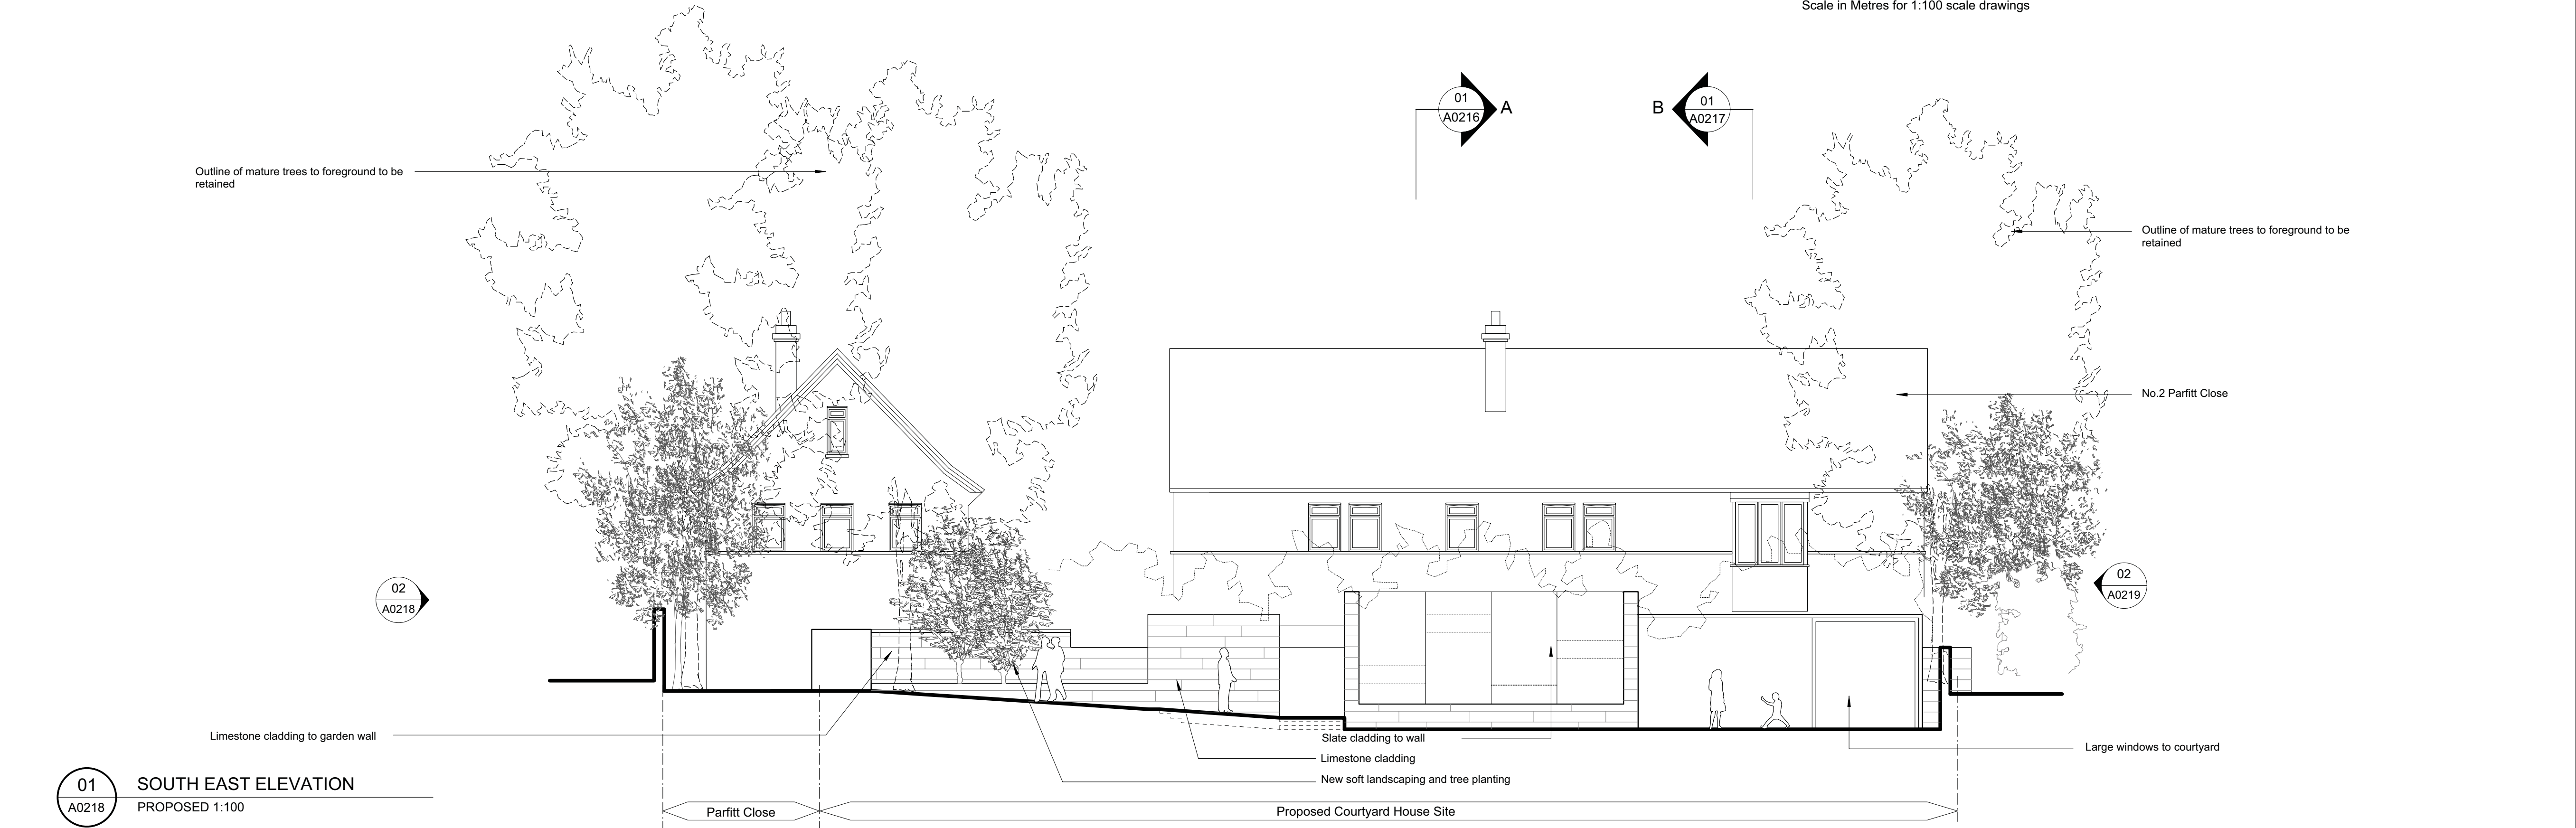 Scale in Metres for 1:100 scale drawings
01
A0216
A
B
01
A0217
Outline of mature trees to foreground to be
retained
Outline of mature trees to foreground to be
retained
No.2 Parfitt Close
02
A0218
02
A0219
Limestone cladding to garden wall
Slate cladding to wall
Limestone cladding
New soft landscaping and tree planting
Large windows to courtyard
01
A0218
SOUTH EAST ELEVATION
PROPOSED 1:100
Parfitt Close
Proposed Courtyard House Site